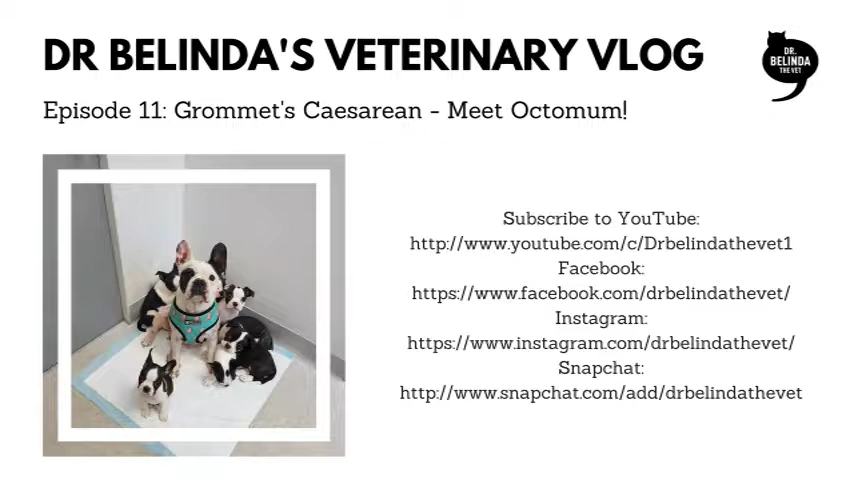 DR BELINDA'S VETERINARY VLOG
DR.
BELINDA
THE VET
Episode 11: Grommet's Caesarean - Meet Octomum!
Subscribe to YouTube:
http://www.youtube.com/c/Drbelindathevet1
Facebook:
https://www.facebook.com/drbelindathevet/
Instagram:
https://www.instagram.com/drbelindathevet/
Snapchat:
http://www.snapchat.com/add/drbelindathevet